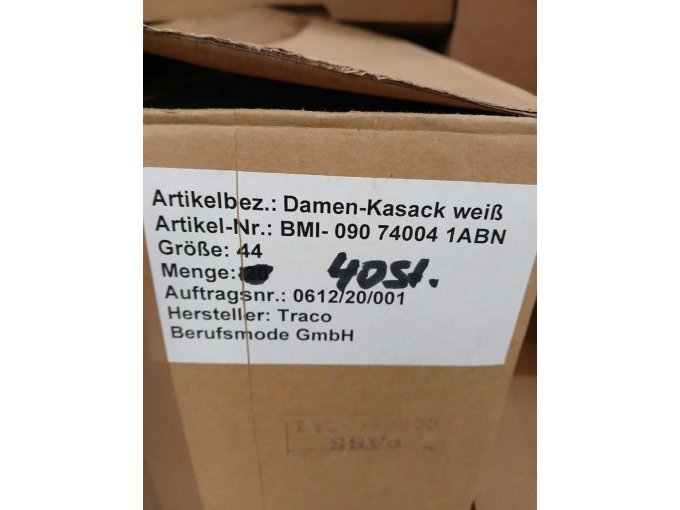 Artikelbez.: Damen-Kasack weiß
Artikel-Nr.: BMI- 090 74004 1ABN
Größe: 44
Menge: 40St.
Auftragsnr.: 0612/20/001
Hersteller: Traco
Berufsmode GmbH